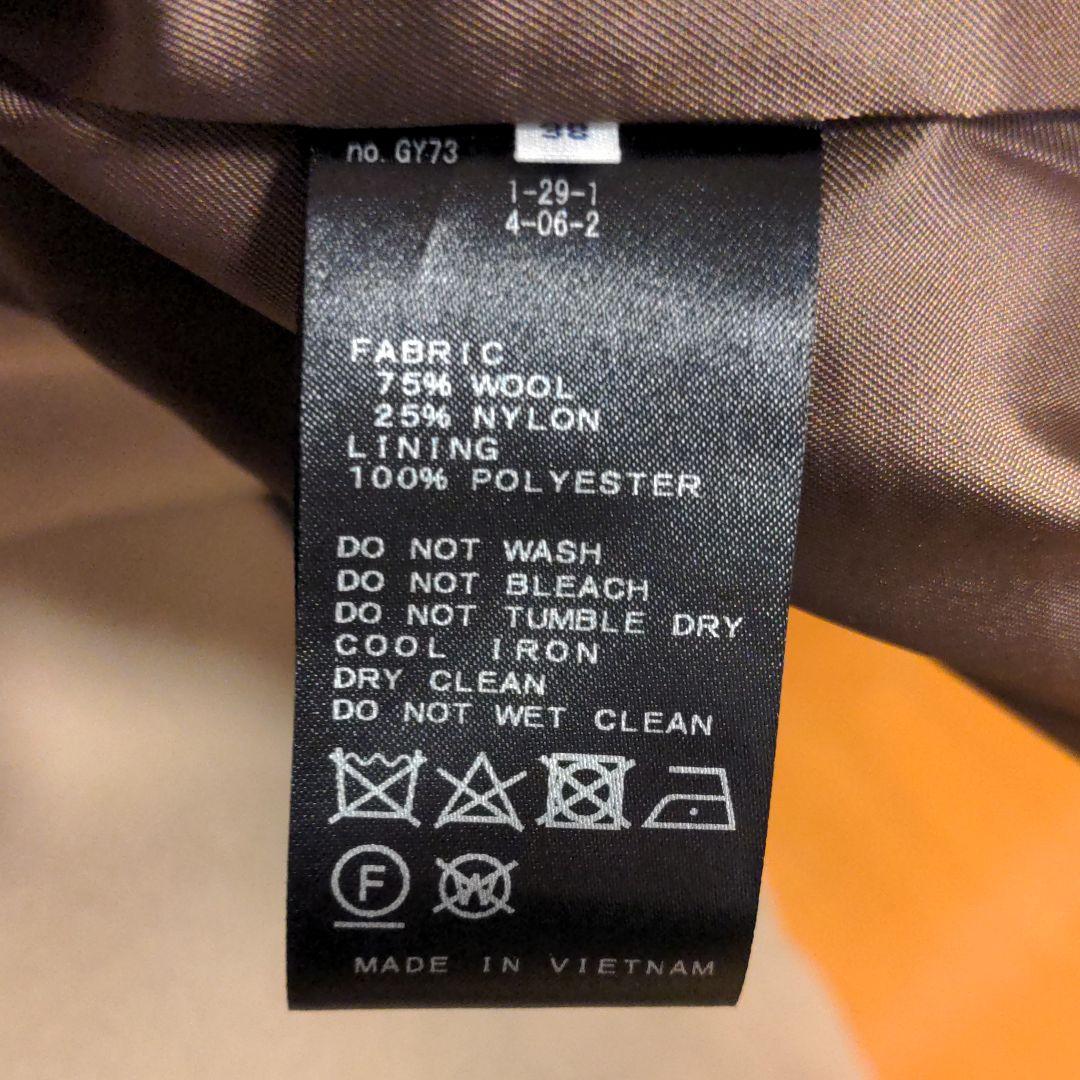 no. GY73
38
1-29-1
4-06-2
FABRIC
75% WOOL
25% NYLON
LINING
100% POLYESTER
DO NOT WASH
DO NOT BLEACH
DO NOT TUMBLE DRY
COOL IRON
DRY CLEAN
DO NOT WET CLEAN
F W
MADE IN VIETNAM